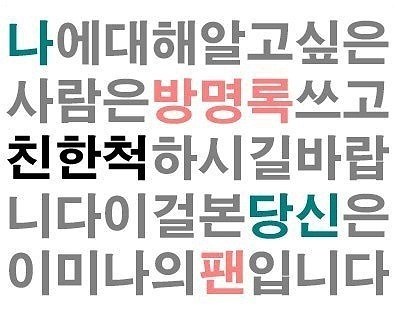 나에대해알고싶은
사람은방명록쓰고
친한척하시길바랍
니다이걸본당신은
이미나의팬입니다